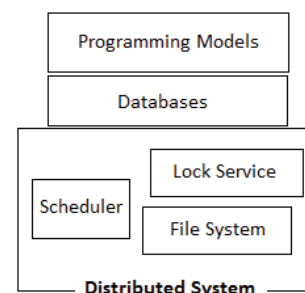 Programming Models
Databases
Lock Service
Scheduler
File System
Distributed System